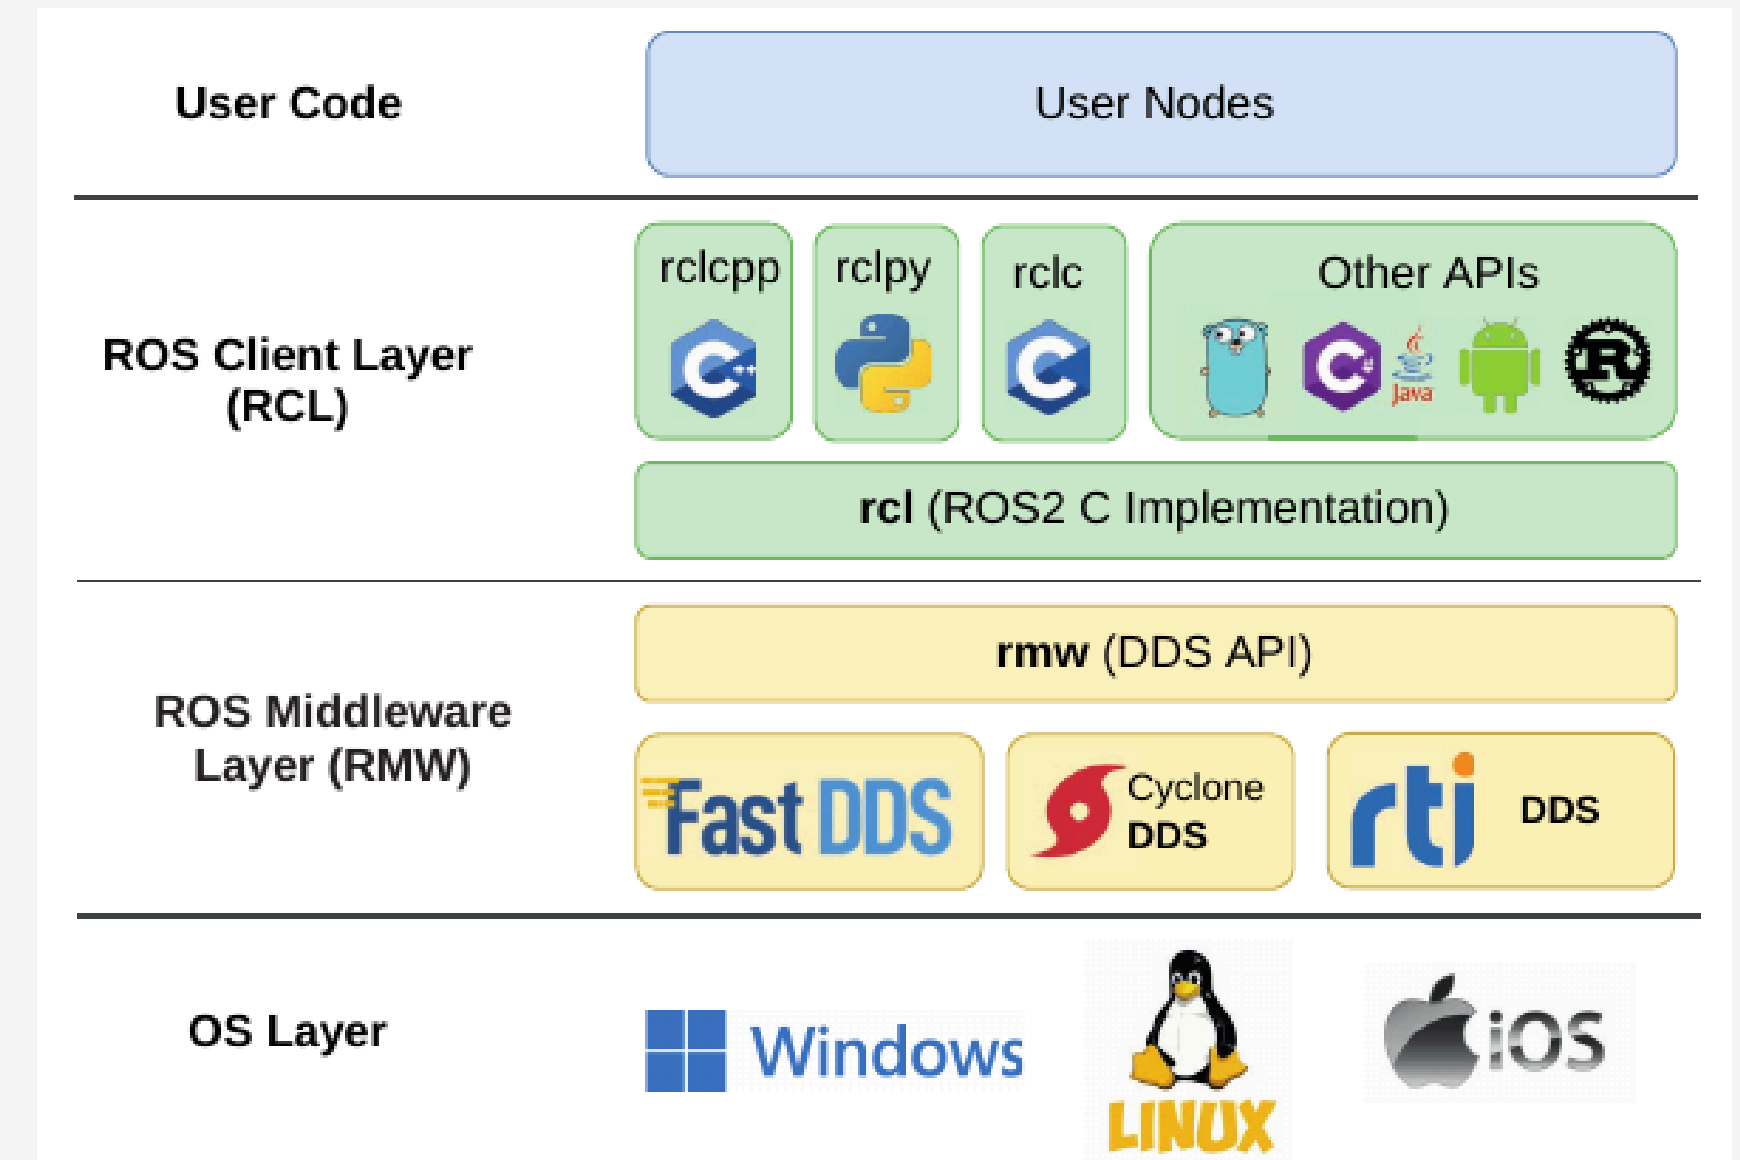 User Code
User Nodes
rclcpp
rclpy
rclc
Other APIs
C++
C
C#
Java
R
ROS Client Layer
(RCL)
rcl (ROS2 C Implementation)
rmw (DDS API)
ROS Middleware
Layer (RMW)
Fast DDS
Cyclone
DDS
rti
DDS
OS Layer
Windows
LINUX
iOS